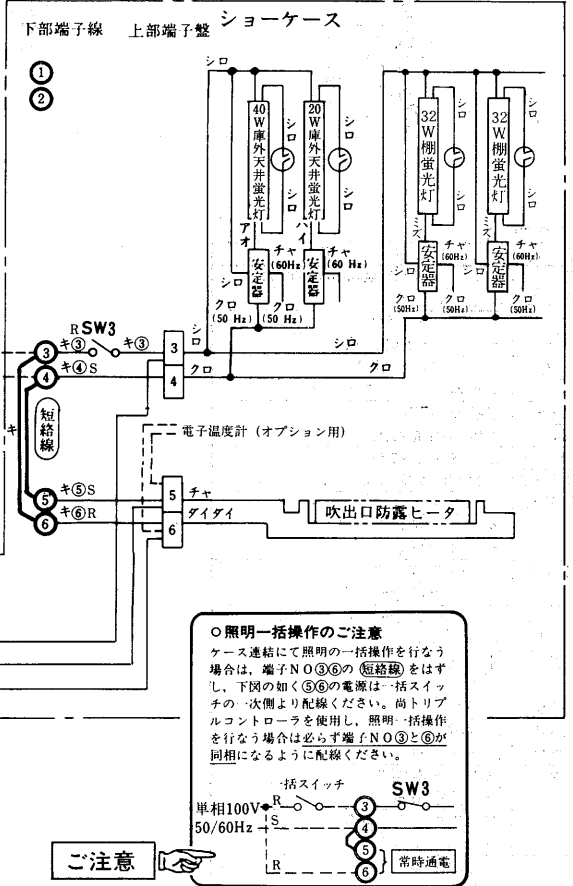 ショーケース
下部端子線 上部端子盤
①
②
シロ
40W庫外天井蛍光灯
シロ
シロ
20W庫外天井蛍光灯
シロ
シロ
32W棚蛍光灯
シロ
32W棚蛍光灯
シロ
アオ
ハイ
ミズ
ミズ
安定器
チャ
(60Hz)
安定器
チャ
(60 Hz)
安定器
チャ
(60Hz)
安定器
チャ
(60Hz)
シロ
シロ
シロ
クロ
(50 Hz)
クロ
(50 Hz)
クロ
(50Hz)
クロ
(50Hz)
R SW3
③ キ③ キ③ 3 シロ シロ
④ キ④S 4 クロ クロ
キ
短絡線
電子温度計 (オプション用)
⑤ キ⑤S 5 チャ
⑥ キ⑥R 6 ダイダイ
吹出口防露ヒータ
○照明一括操作のご注意
ケース連結にて照明の一括操作を行なう
場合は,端子NO③⑥の 短絡線 をはず
し,下図の如く⑤⑥の電源は一括スイッ
チの一次側より配線ください。尚トリプ
ルコントローラを使用し,照明一括操作
を行なう場合は必らず端子NO③と⑥が
同相になるように配線ください。
一括スイッチ SW3
単相100V R ③
50/60Hz S ④
⑤
R ⑥
常時通電
ご注意